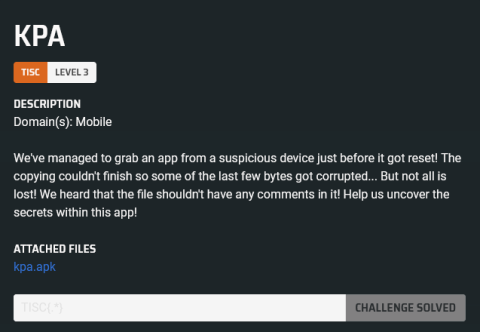 KPA
TISC LEVEL 3
DESCRIPTION
Domain(s): Mobile
We've managed to grab an app from a suspicious device just before it got reset! The
copying couldn't finish so some of the last few bytes got corrupted... But not all is
lost! We heard that the file shouldn't have any comments in it! Help us uncover the
secrets within this app!
ATTACHED FILES
kpa.apk
TISC{.*} CHALLENGE SOLVED